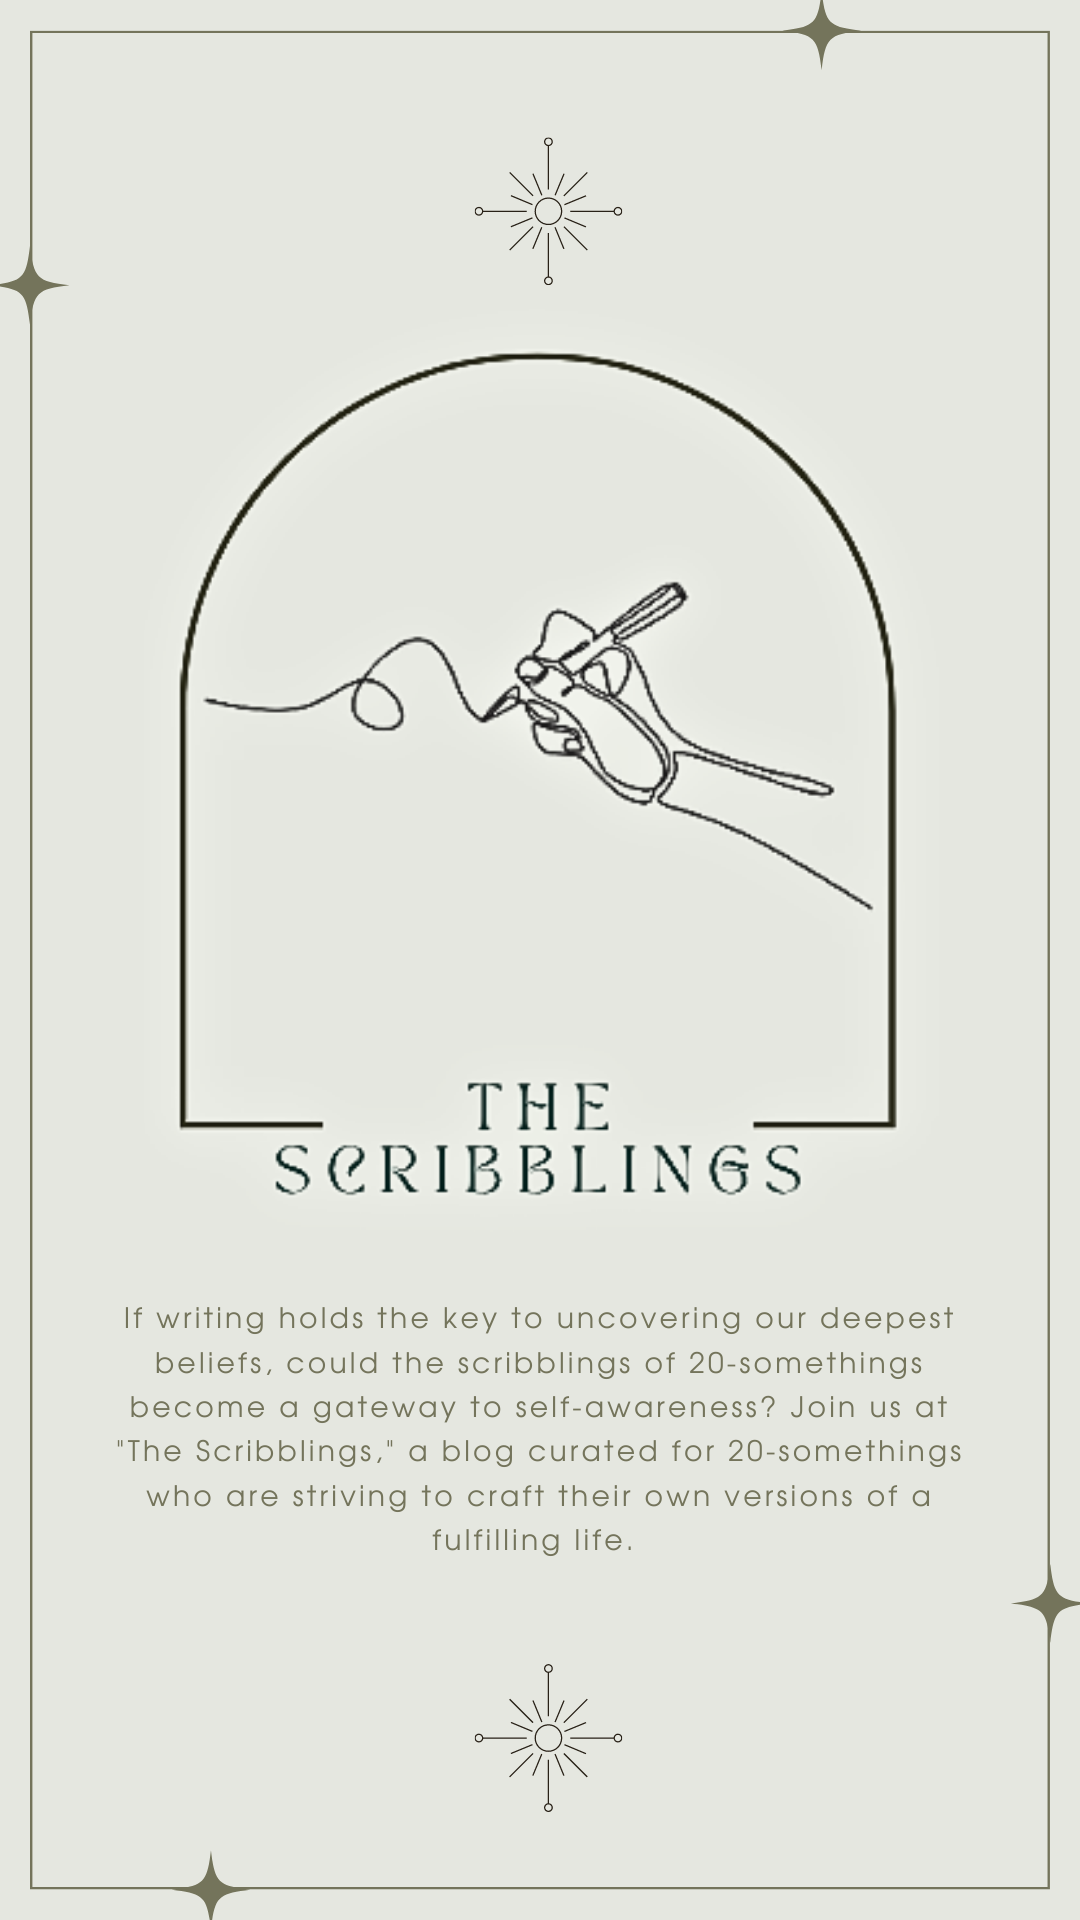 THE
SCRIBBLINGS
If writing holds the key to uncovering our deepest
beliefs, could the scribblings of 20-somethings
become a gateway to self-awareness? Join us at
"The Scribblings," a blog curated for 20-somethings
who are striving to craft their own versions of a
fulfilling life.